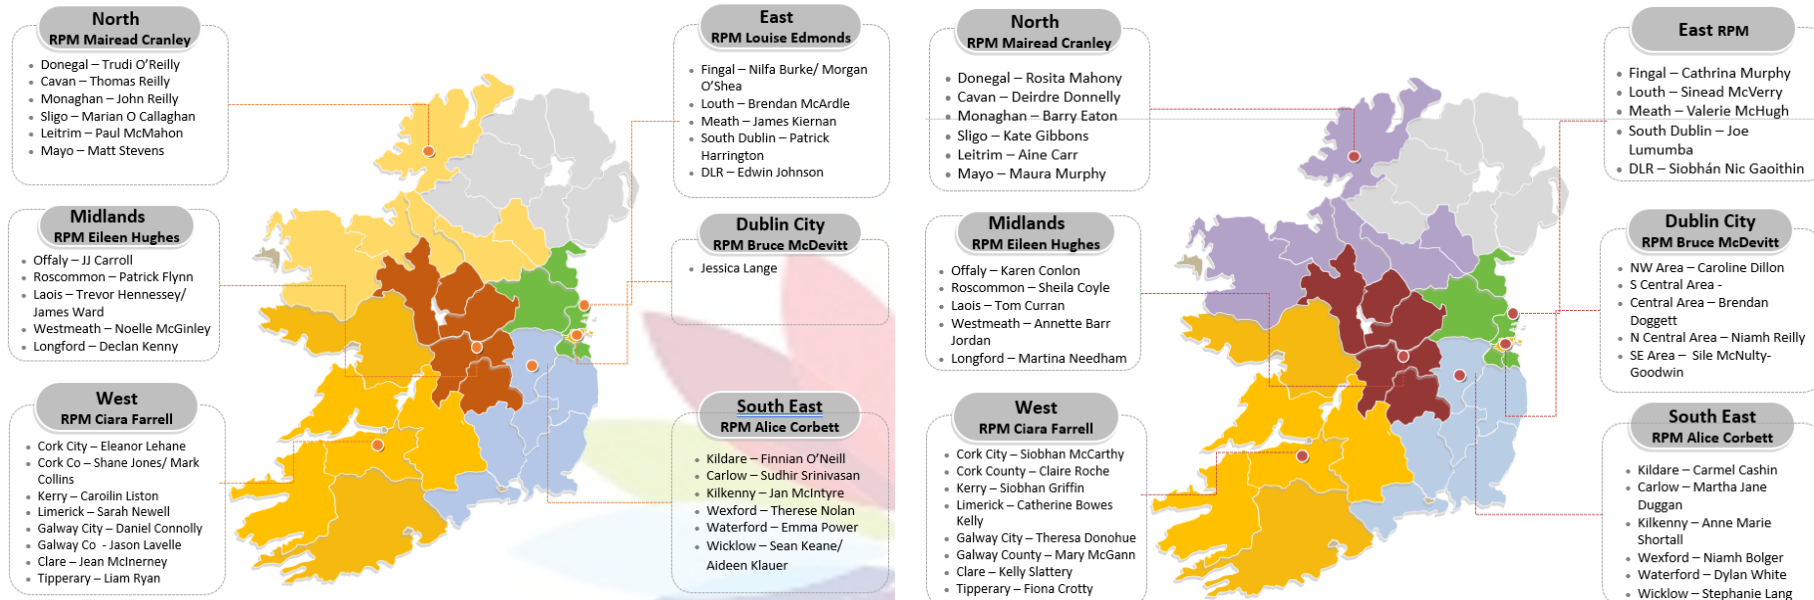 North
RPM Mairead Cranley
Donegal – Trudi O'Reilly
Cavan – Thomas Reilly
Monaghan – John Reilly
Sligo – Marian O Callaghan
Leitrim – Paul McMahon
Mayo – Matt Stevens
Midlands
RPM Eileen Hughes
Offaly – JJ Carroll
Roscommon – Patrick Flynn
Laois – Trevor Hennessey/
James Ward
Westmeath – Noelle McGinley
Longford – Declan Kenny
West
RPM Ciara Farrell
Cork City – Eleanor Lehane
Cork Co – Shane Jones/ Mark
Collins
Kerry – Caroilin Liston
Limerick – Sarah Newell
Galway City – Daniel Connolly
Galway Co - Jason Lavelle
Clare – Jean McInerney
Tipperary – Liam Ryan
East
RPM Louise Edmonds
Fingal – Nilfa Burke/ Morgan
O'Shea
Louth – Brendan McArdle
Meath – James Kiernan
South Dublin – Patrick
Harrington
DLR – Edwin Johnson
Dublin City
RPM Bruce McDevitt
Jessica Lange
South East
RPM Alice Corbett
Kildare – Finnian O'Neill
Carlow – Sudhir Srinivasan
Kilkenny – Jan McIntyre
Wexford – Therese Nolan
Waterford – Emma Power
Wicklow – Sean Keane/
Aideen Klauer
North
RPM Mairead Cranley
Donegal – Rosita Mahony
Cavan – Deirdre Donnelly
Monaghan – Barry Eaton
Sligo – Kate Gibbons
Leitrim – Aine Carr
Mayo – Maura Murphy
Midlands
RPM Eileen Hughes
Offaly – Karen Conlon
Roscommon – Sheila Coyle
Laois – Tom Curran
Westmeath – Annette Barr
Jordan
Longford – Martina Needham
West
RPM Ciara Farrell
Cork City – Siobhan McCarthy
Cork County – Claire Roche
Kerry – Siobhan Griffin
Limerick – Catherine Bowes
Kelly
Galway City – Theresa Donohue
Galway County – Mary McGann
Clare – Kelly Slattery
Tipperary – Fiona Crotty
East RPM
Fingal – Cathrina Murphy
Louth – Sinead McVerry
Meath – Valerie McHugh
South Dublin – Joe
Lumumba
DLR – Siobhán Nic Gaoithin
Dublin City
RPM Bruce McDevitt
NW Area – Caroline Dillon
S Central Area -
Central Area – Brendan
Doggett
N Central Area – Niamh Reilly
SE Area – Sile McNulty-
Goodwin
South East
RPM Alice Corbett
Kildare – Carmel Cashin
Carlow – Martha Jane
Duggan
Kilkenny – Anne Marie
Shortall
Wexford – Niamh Bolger
Waterford – Dylan White
Wicklow – Stephanie Lang